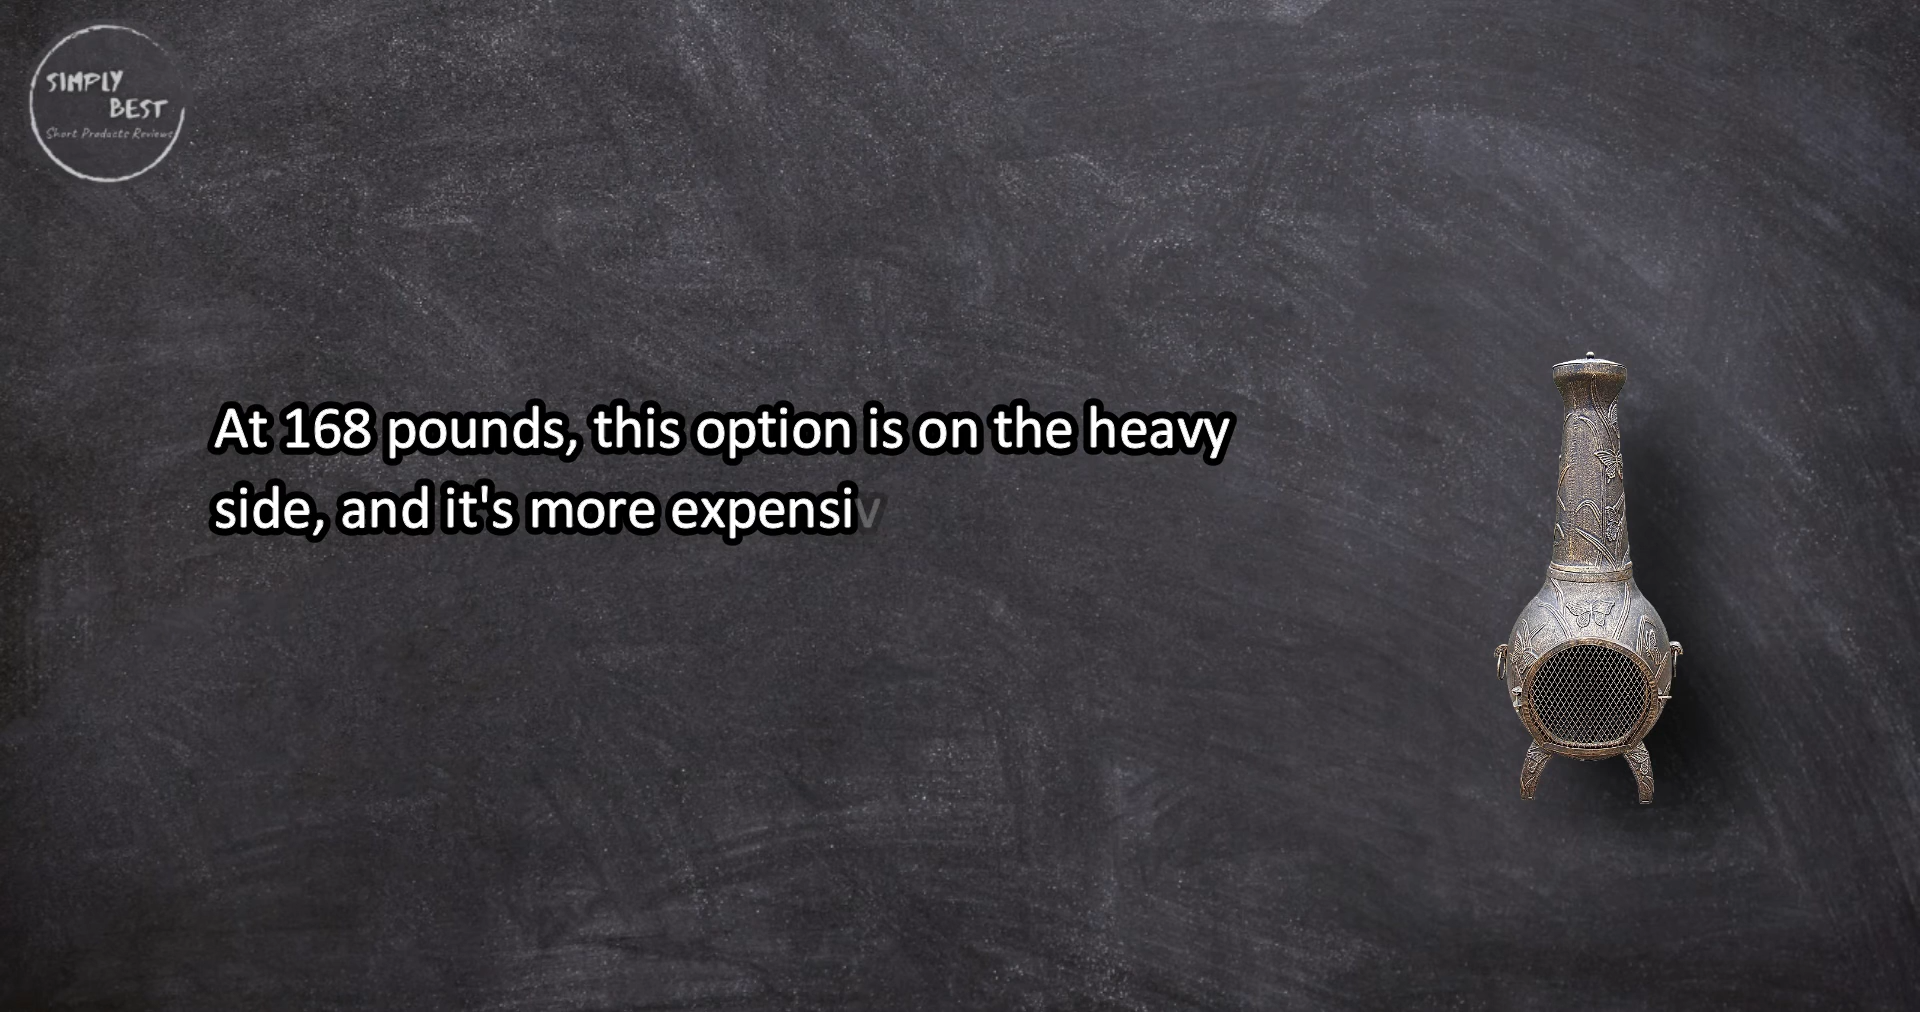 SIMPLY
BEST
Short Products Reviews
At 168 pounds, this option is on the heavy
side, and it's more expensiv